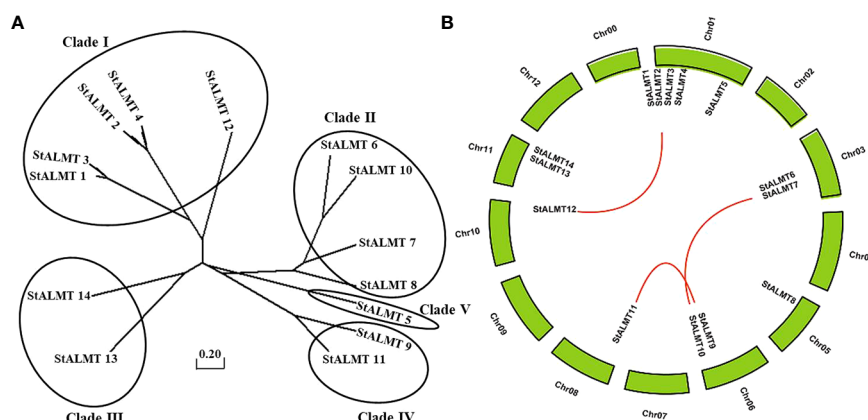 A
Clade I
StALMT 4
StALMT 2
StALMT 12
StALMT 3
StALMT 1
Clade II
StALMT 6
StALMT 10
StALMT 7
StALMT 8
StALMT 5
Clade V
StALMT 9
StALMT 11
Clade IV
StALMT 14
StALMT 13
Clade III
0.20
B
Chr00
Chr01
Chr02
Chr03
Chr05
Chr06
Chr07
Chr08
Chr09
Chr10
Chr11
Chr12
StALMT1
StALMT2
StALMT3
StALMT4
StALMT5
StALMT6
StALMT7
StALMT8
StALMT9
StALMT10
StALMT11
StALMT12
StALMT14
StALMT13